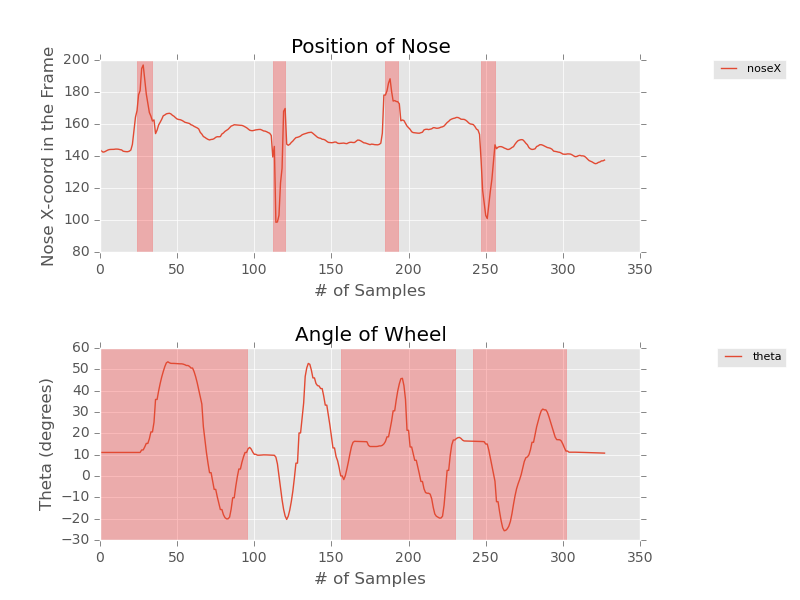 Position of Nose
Nose X-coord in the Frame
200
180
160
140
120
100
80
0 50 100 150 200 250 300 350
# of Samples
noseX
Angle of Wheel
Theta (degrees)
60
50
40
30
20
10
0
−10
−20
−30
0 50 100 150 200 250 300 350
# of Samples
theta